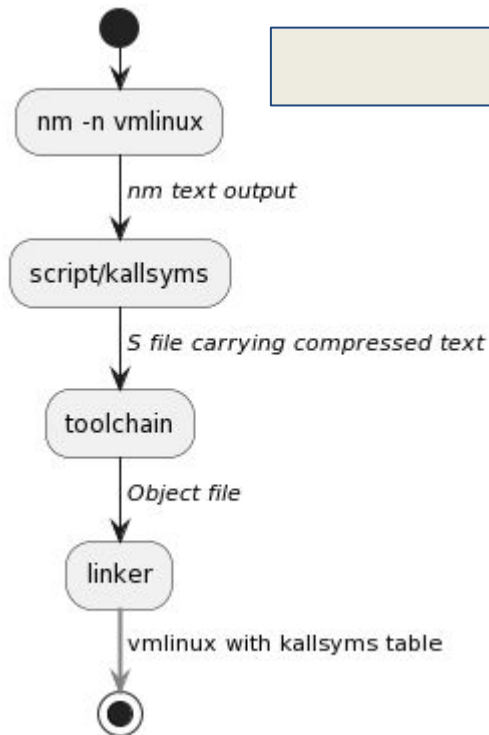 nm -n vmlinux
nm text output
script/kallsyms
S file carrying compressed text
toolchain
Object file
linker
vmlinux with kallsyms table